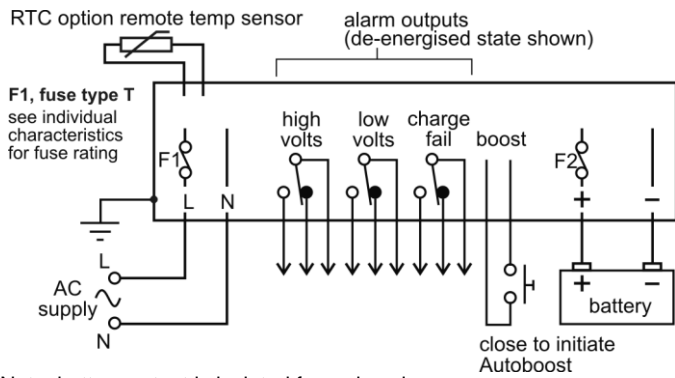 RTC option remote temp sensor
alarm outputs
(de-energised state shown)
F1, fuse type T
see individual
characteristics
for fuse rating
high
volts
low
volts
charge
fail
boost
F1
F2
L
N
+
–
L
AC
supply
N
+
–
battery
close to initiate
Autoboost